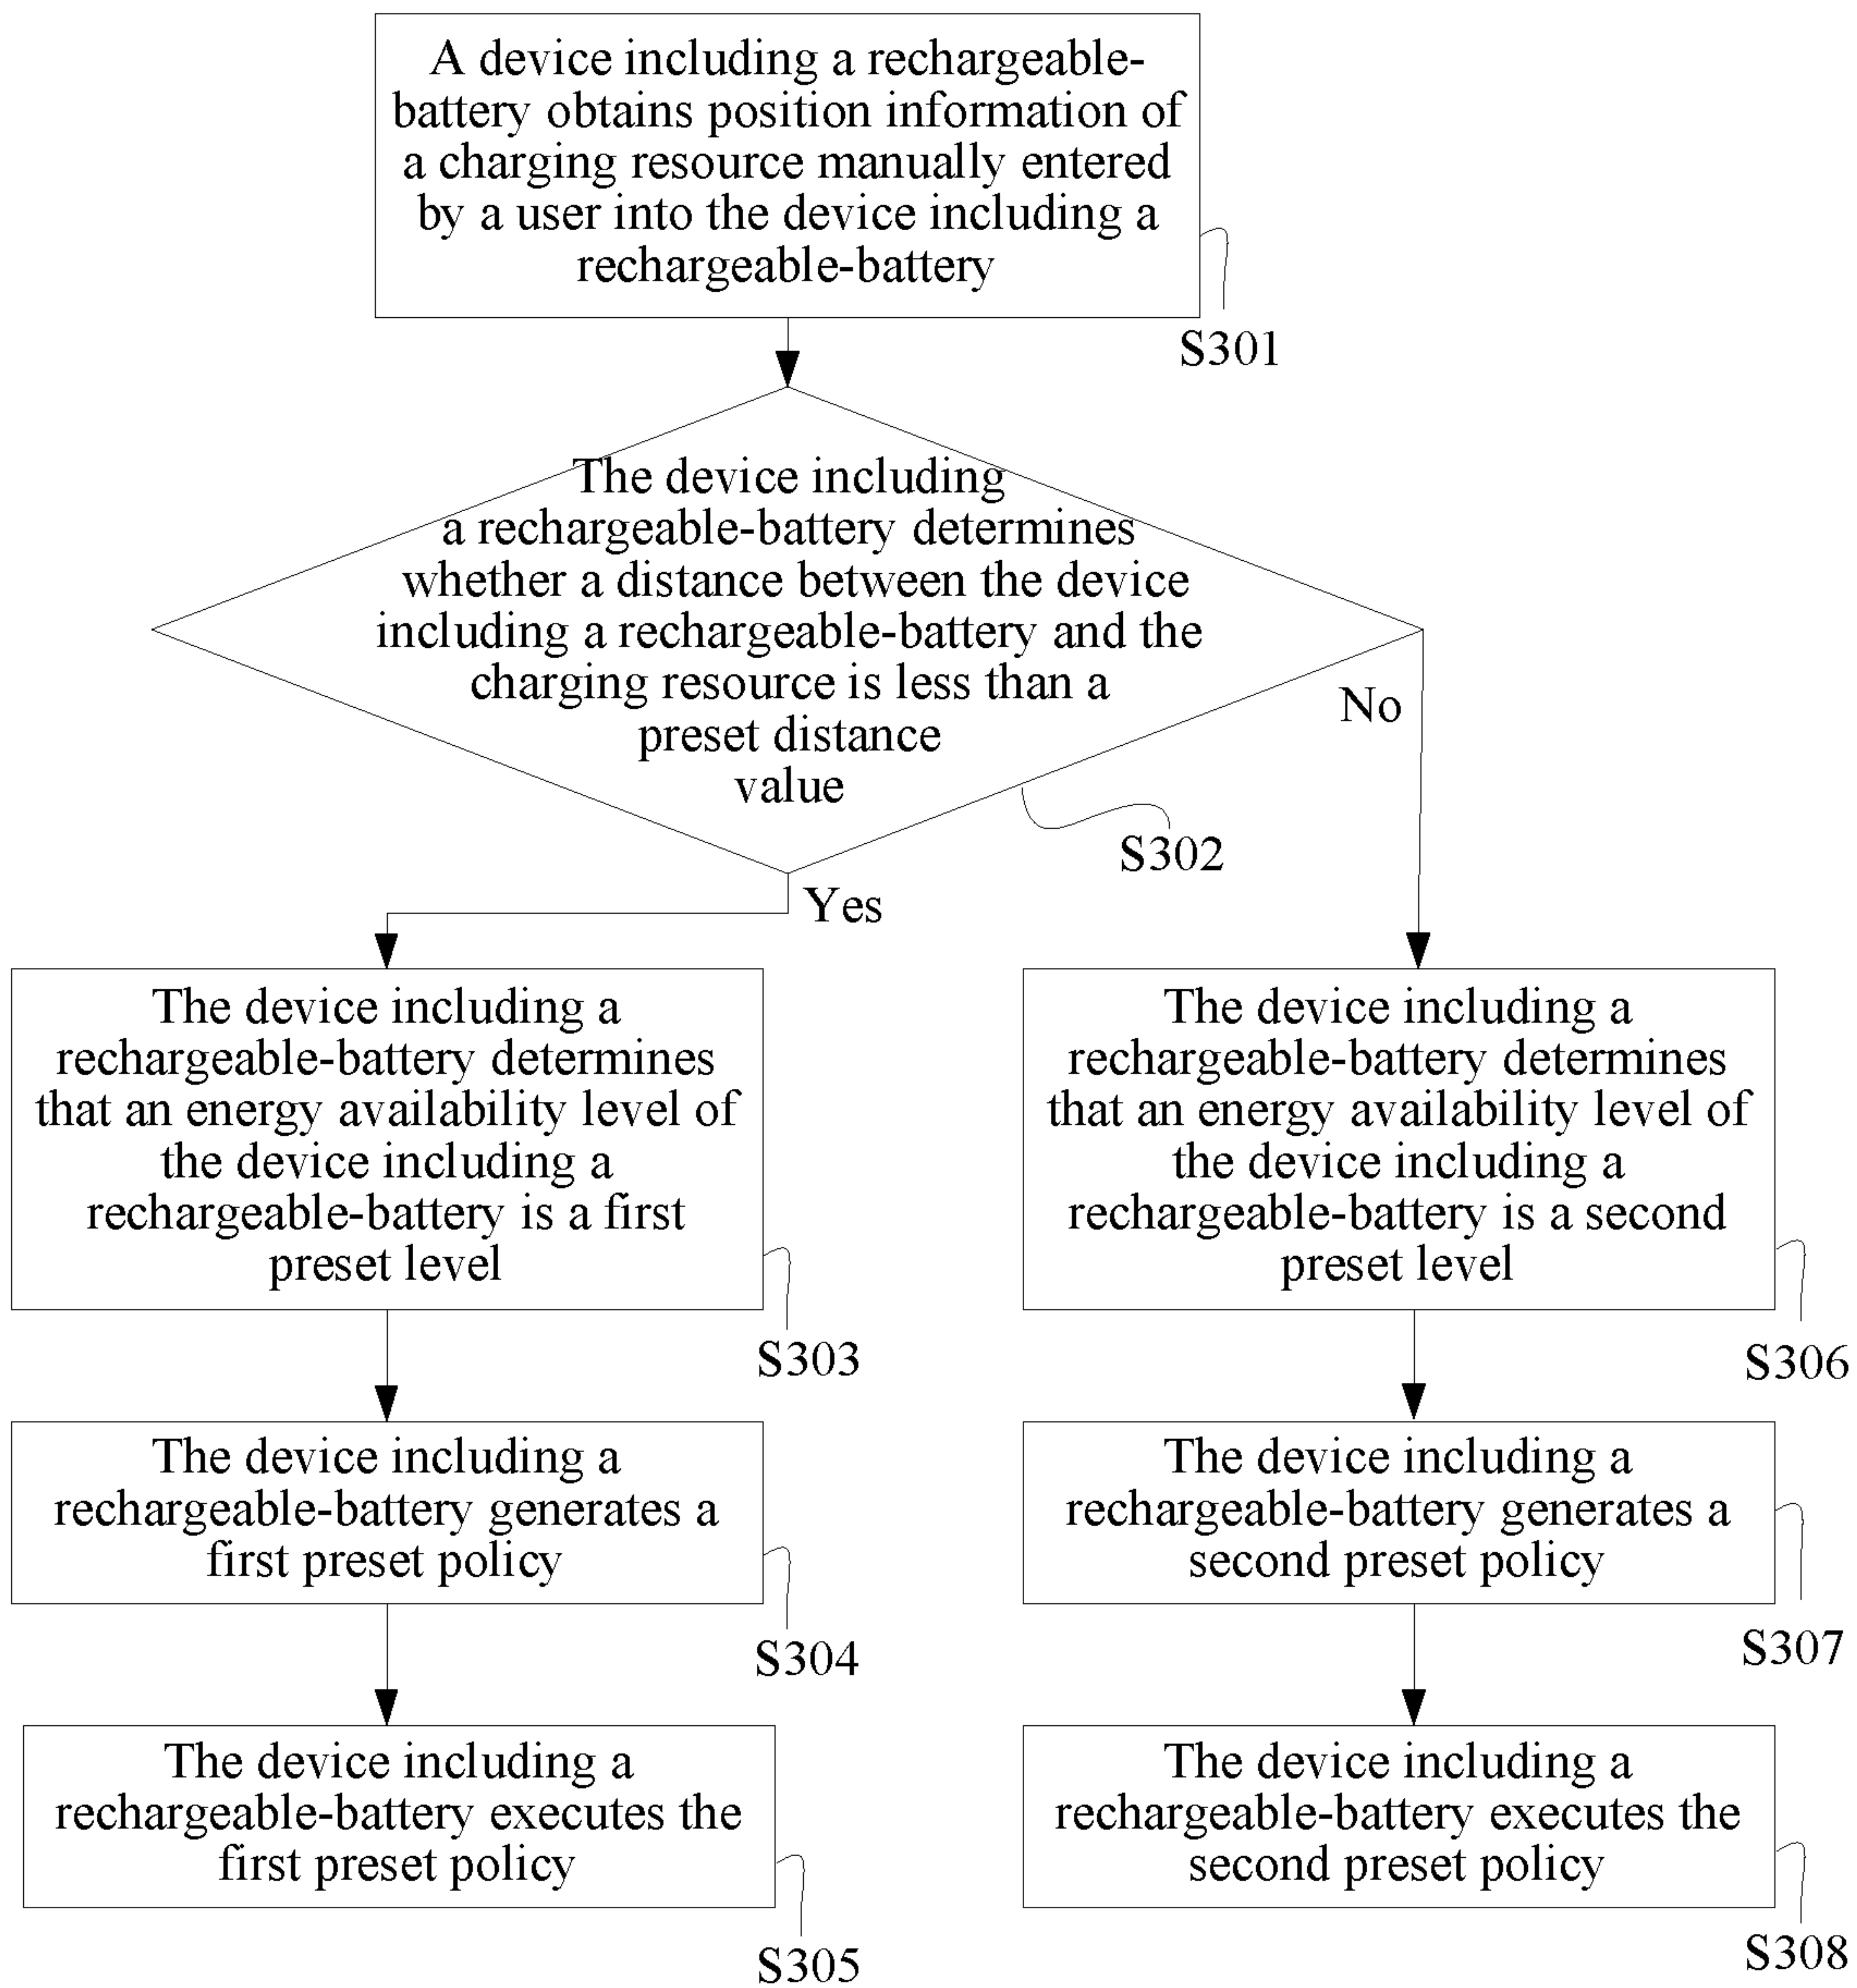 A device including a rechargeable-
battery obtains position information of
a charging resource manually entered
by a user into the device including a
rechargeable-battery
S301
The device including
a rechargeable-battery determines
whether a distance between the device
including a rechargeable-battery and the
charging resource is less than a
preset distance
value
No
S302
Yes
The device including a
rechargeable-battery determines
that an energy availability level of
the device including a
rechargeable-battery is a first
preset level
S303
The device including a
rechargeable-battery generates a
first preset policy
S304
The device including a
rechargeable-battery executes the
first preset policy
S305
The device including a
rechargeable-battery determines
that an energy availability level of
the device including a
rechargeable-battery is a second
preset level
S306
The device including a
rechargeable-battery generates a
second preset policy
S307
The device including a
rechargeable-battery executes the
second preset policy
S308